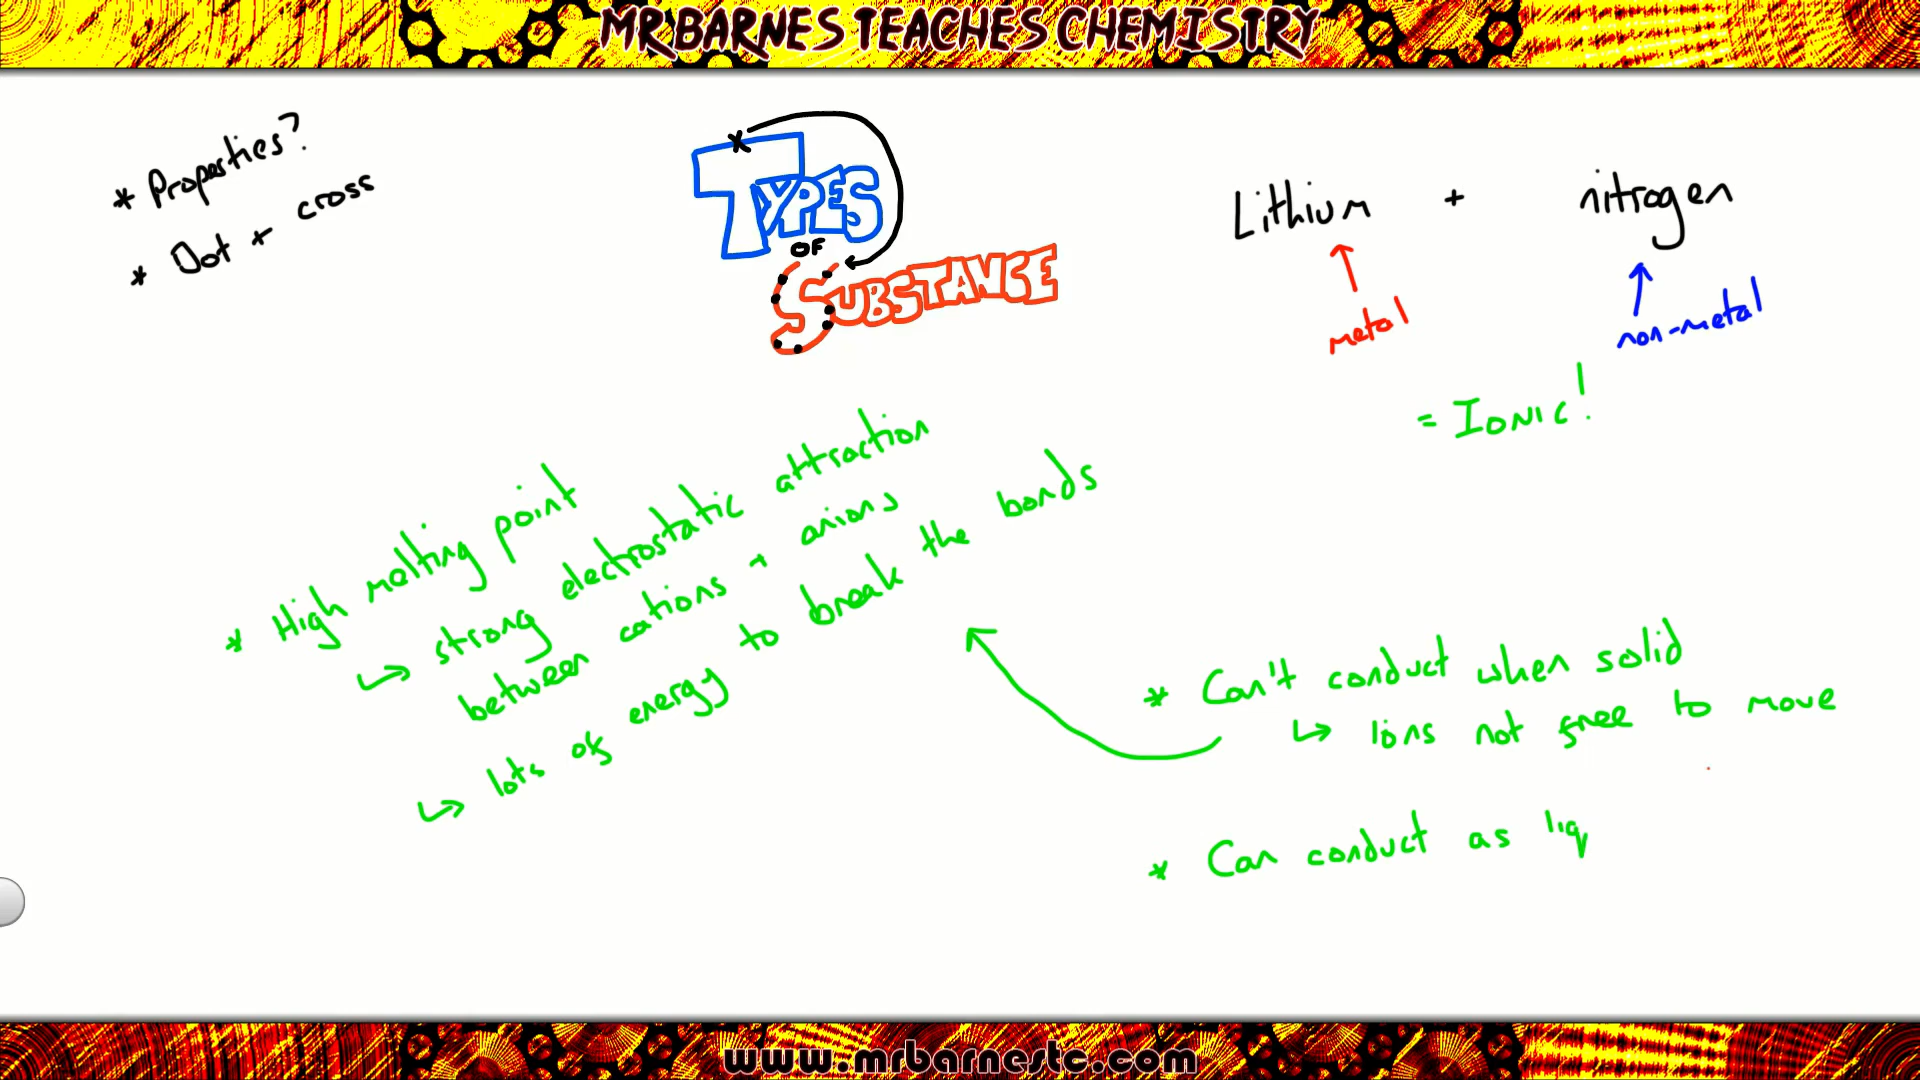 MRBARNES TEACHES CHEMISTRY
* Properties?
* Dot + cross
TYPES
OF
SUBSTANCE
Lithium + nitrogen
metal
non-metal
= IONIC!
* High melting point
↳ strong electrostatic attraction
between cations + anions
↳ lots of energy to break the bonds
* Can't conduct when solid
↳ ions not free to move
* Can conduct as liq
www.mrbarnestc.com